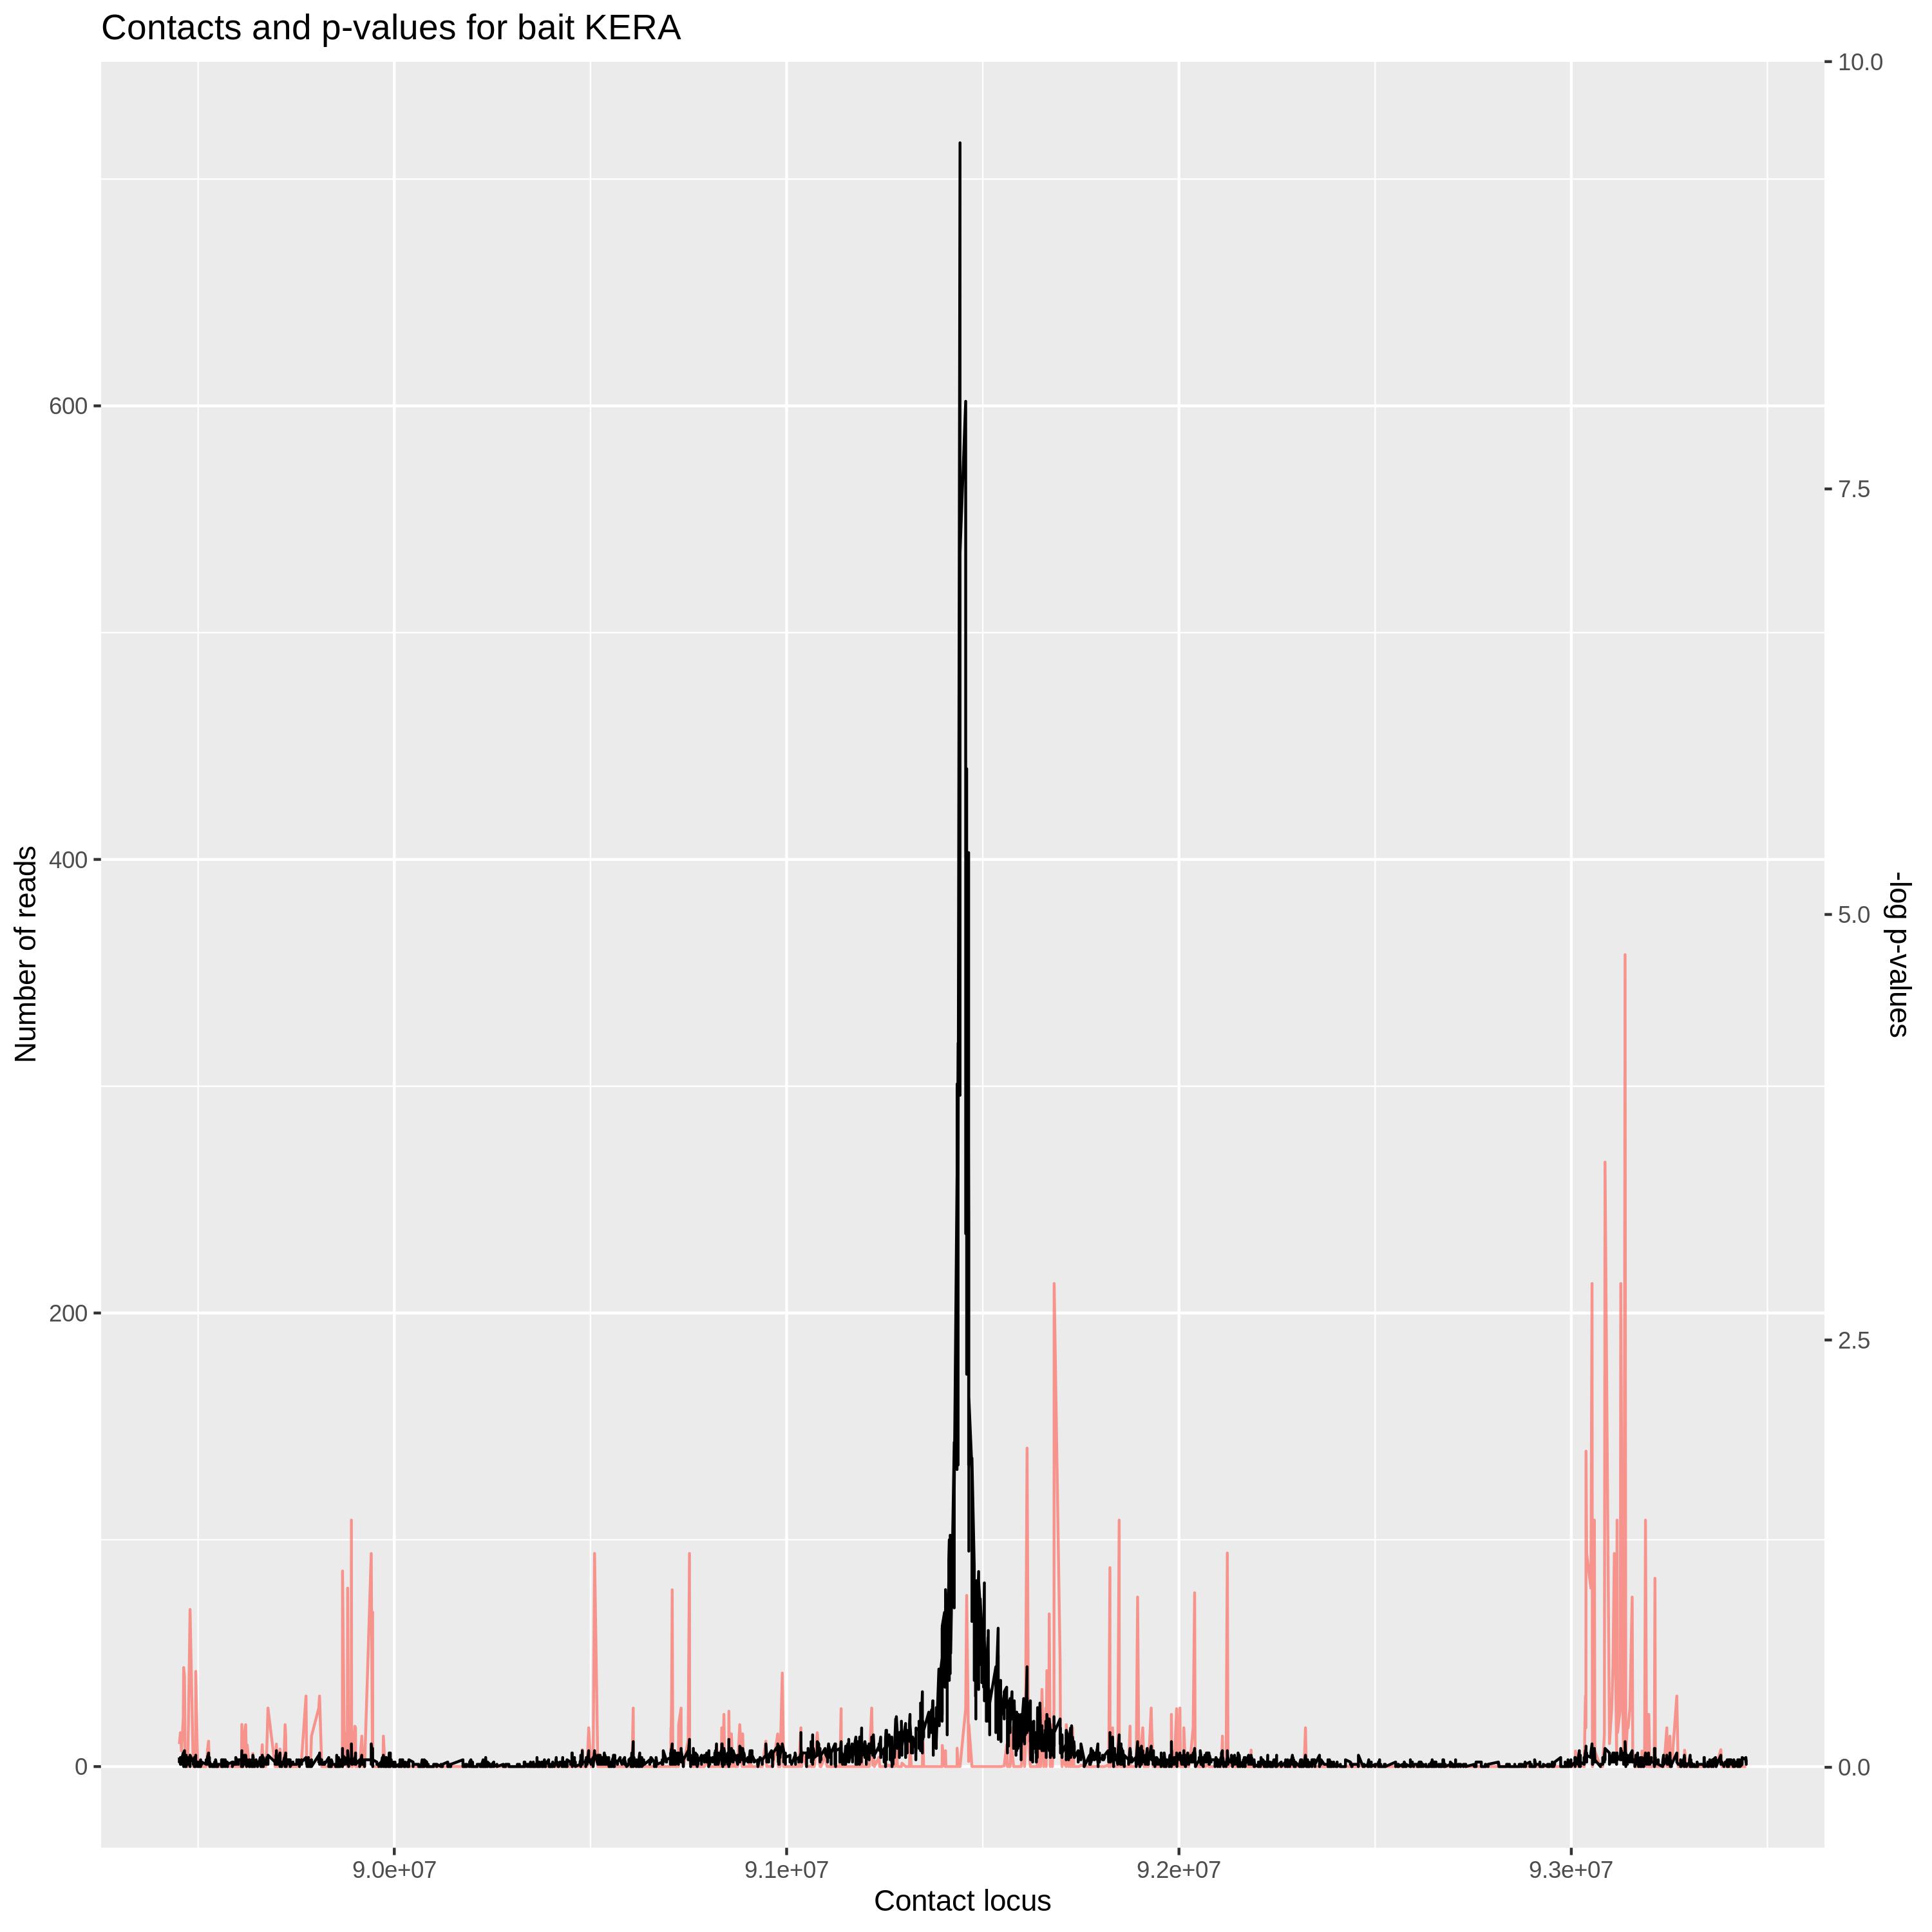 Contacts and p-values for bait KERA
10.0
600
7.5
400
5.0
Number of reads
-log p-values
200
2.5
0
0.0
9.0e+07 9.1e+07 9.2e+07 9.3e+07
Contact locus